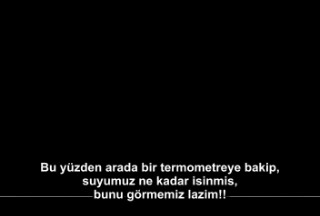 Bu yüzden arada bir termometreye bakip,
suyumuz ne kadar isinmis,
bunu görmemiz lazim!!